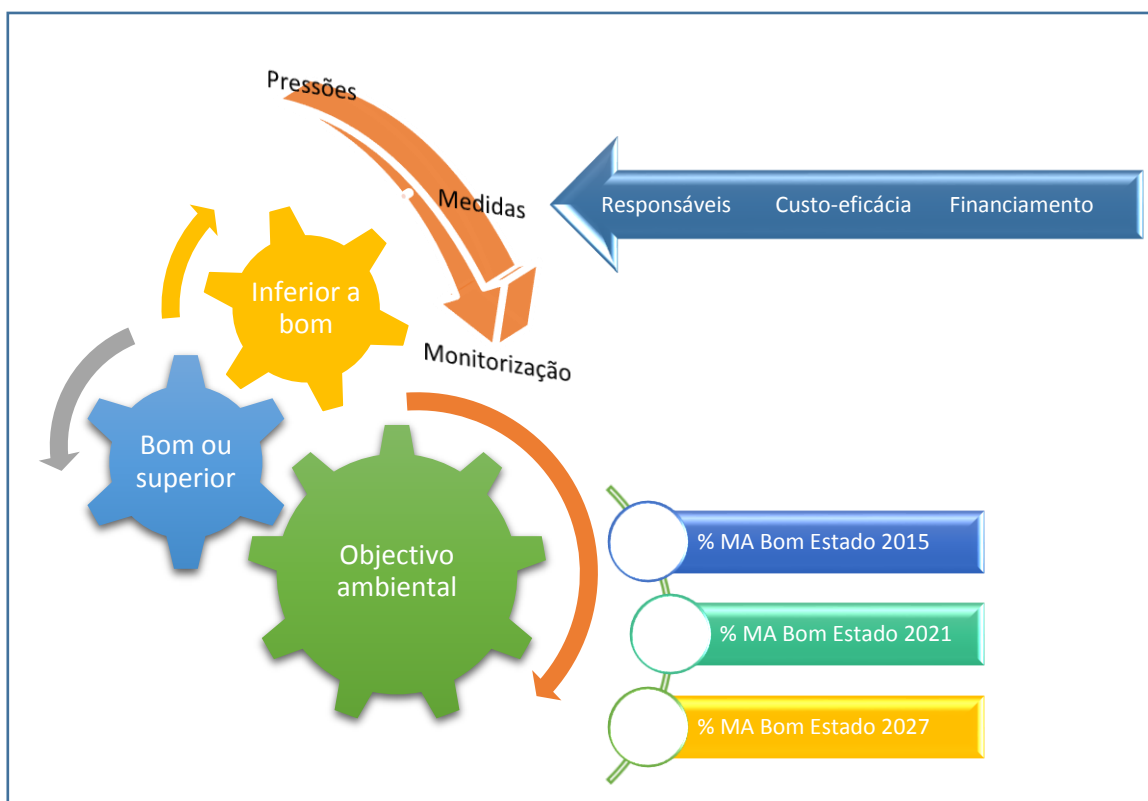 Pressões
Medidas
Responsáveis Custo-eficácia Financiamento
Inferior a
bom
Monitorização
Bom ou
superior
Objectivo
ambiental
% MA Bom Estado 2015
% MA Bom Estado 2021
% MA Bom Estado 2027